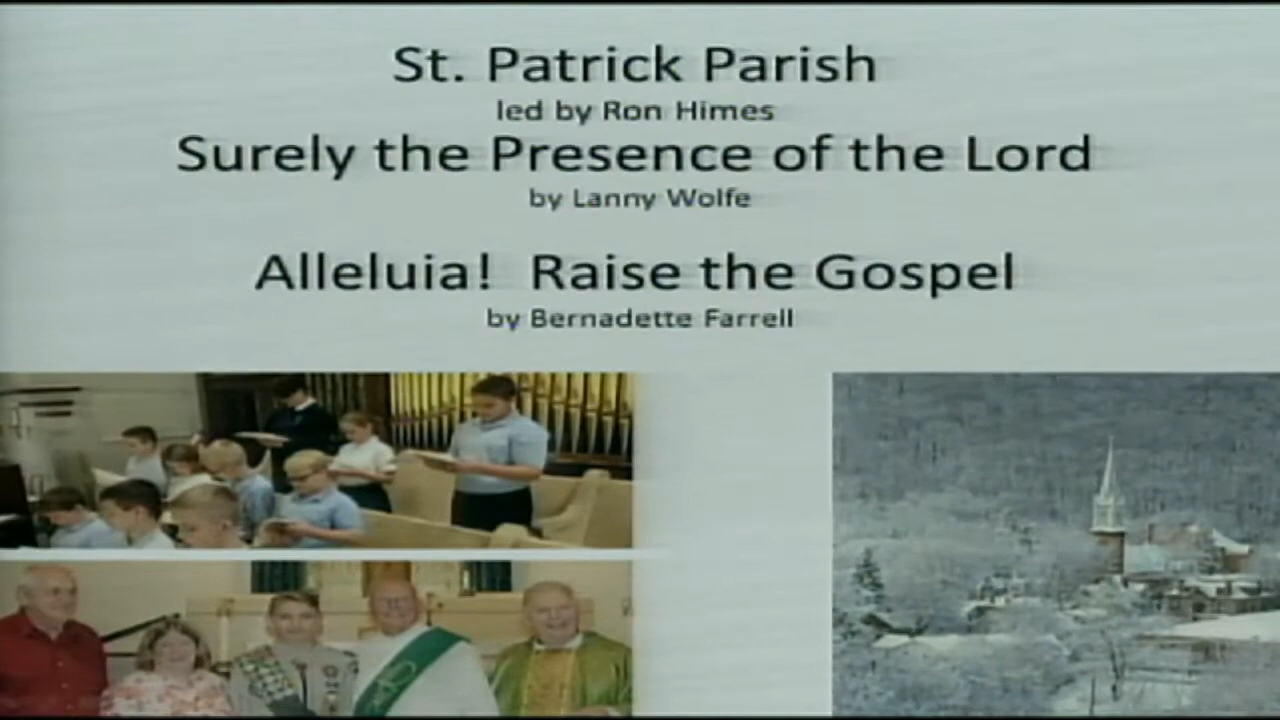 St. Patrick Parish
led by Ron Himes
Surely the Presence of the Lord
by Lanny Wolfe
Alleluia! Raise the Gospel
by Bernadette Farrell